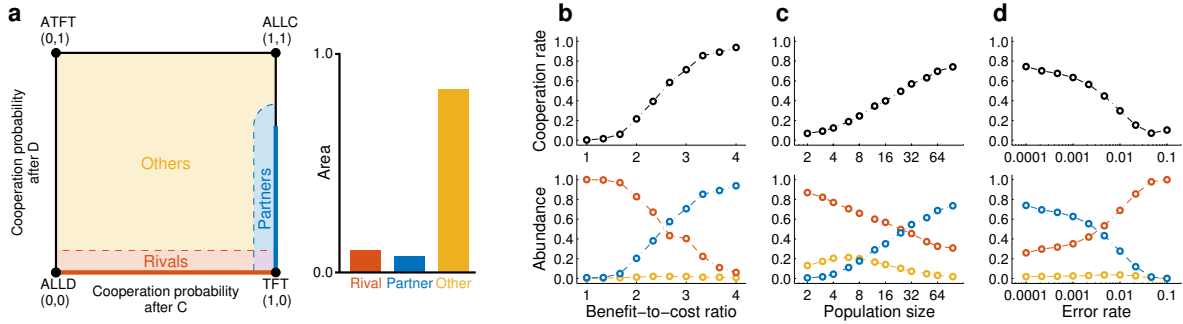 a
ATFT
(0,1)
ALLC
(1,1)
Cooperation probability
after D
Others
Partners
Rivals
ALLD
(0,0)
TFT
(1,0)
Cooperation probability
after C
1.0
Area
0.0
Rival Partner Other
b
Cooperation rate
1.0
0.8
0.6
0.4
0.2
0.0
1 2 3 4
Abundance
1.0
0.8
0.6
0.4
0.2
0.0
1 2 3 4
Benefit-to-cost ratio
c
1.0
0.8
0.6
0.4
0.2
0.0
2 4 8 16 32 64
1.0
0.8
0.6
0.4
0.2
0.0
2 4 8 16 32 64
Population size
d
1.0
0.8
0.6
0.4
0.2
0.0
0.0001 0.001 0.01 0.1
1.0
0.8
0.6
0.4
0.2
0.0
0.0001 0.001 0.01 0.1
Error rate